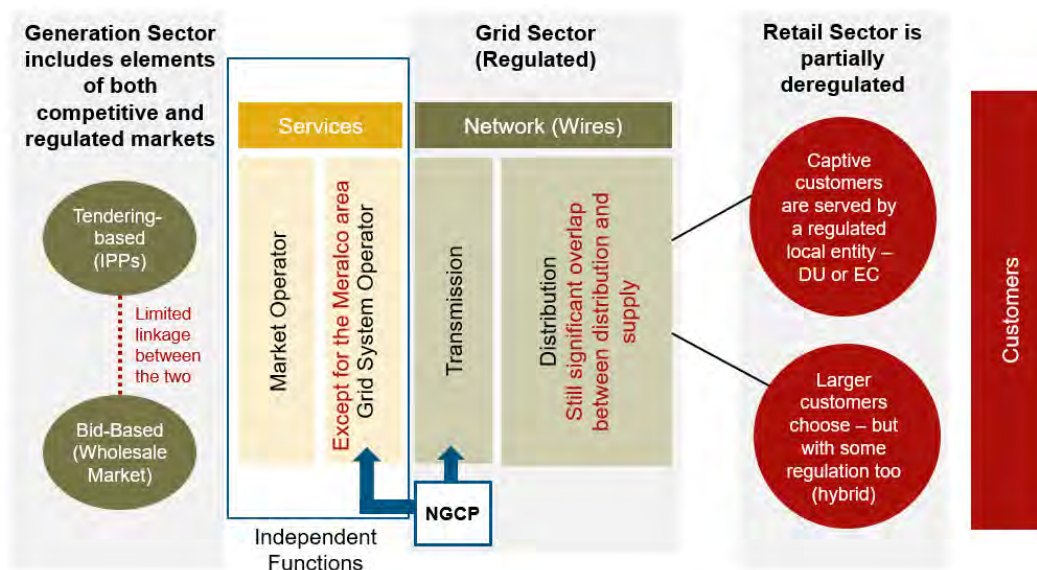 Generation Sector
includes elements
of both
competitive and
regulated markets
Tendering-
based
(IPPs)
Limited
linkage
between
the two
Bid-Based
(Wholesale
Market)
Services
Market Operator
Except for the Meralco area
Grid System Operator
Independent
Functions
Grid Sector
(Regulated)
Network (Wires)
Transmission
Distribution
Still significant overlap
between distribution and
supply
NGCP
Retail Sector is
partially
deregulated
Captive
customers
are served by
a regulated
local entity –
DU or EC
Larger
customers
choose – but
with some
regulation too
(hybrid)
Customers